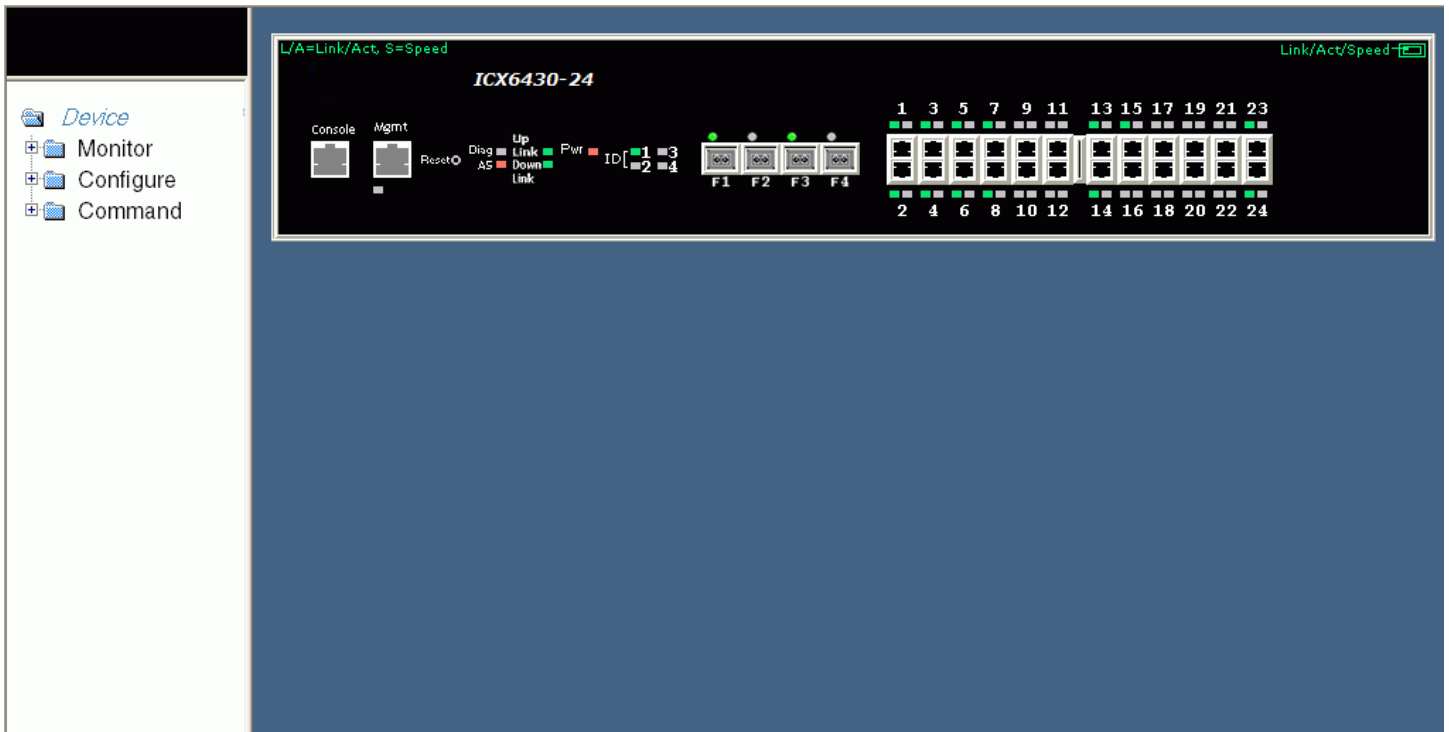 Device
Monitor
Configure
Command
L/A=Link/Act, S=Speed
Link/Act/Speed
ICX6430-24
Console
Mgmt
Reset
Diag
AS
Up
Link
Down
Link
Pwr
ID[ 1 3
2 4
F1 F2 F3 F4
1 3 5 7 9 11 13 15 17 19 21 23
2 4 6 8 10 12 14 16 18 20 22 24